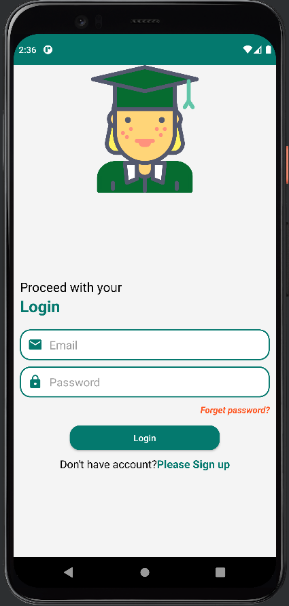 2:36
Proceed with your
Login
Email
Password
Forget password?
Login
Don't have account?Please Sign up